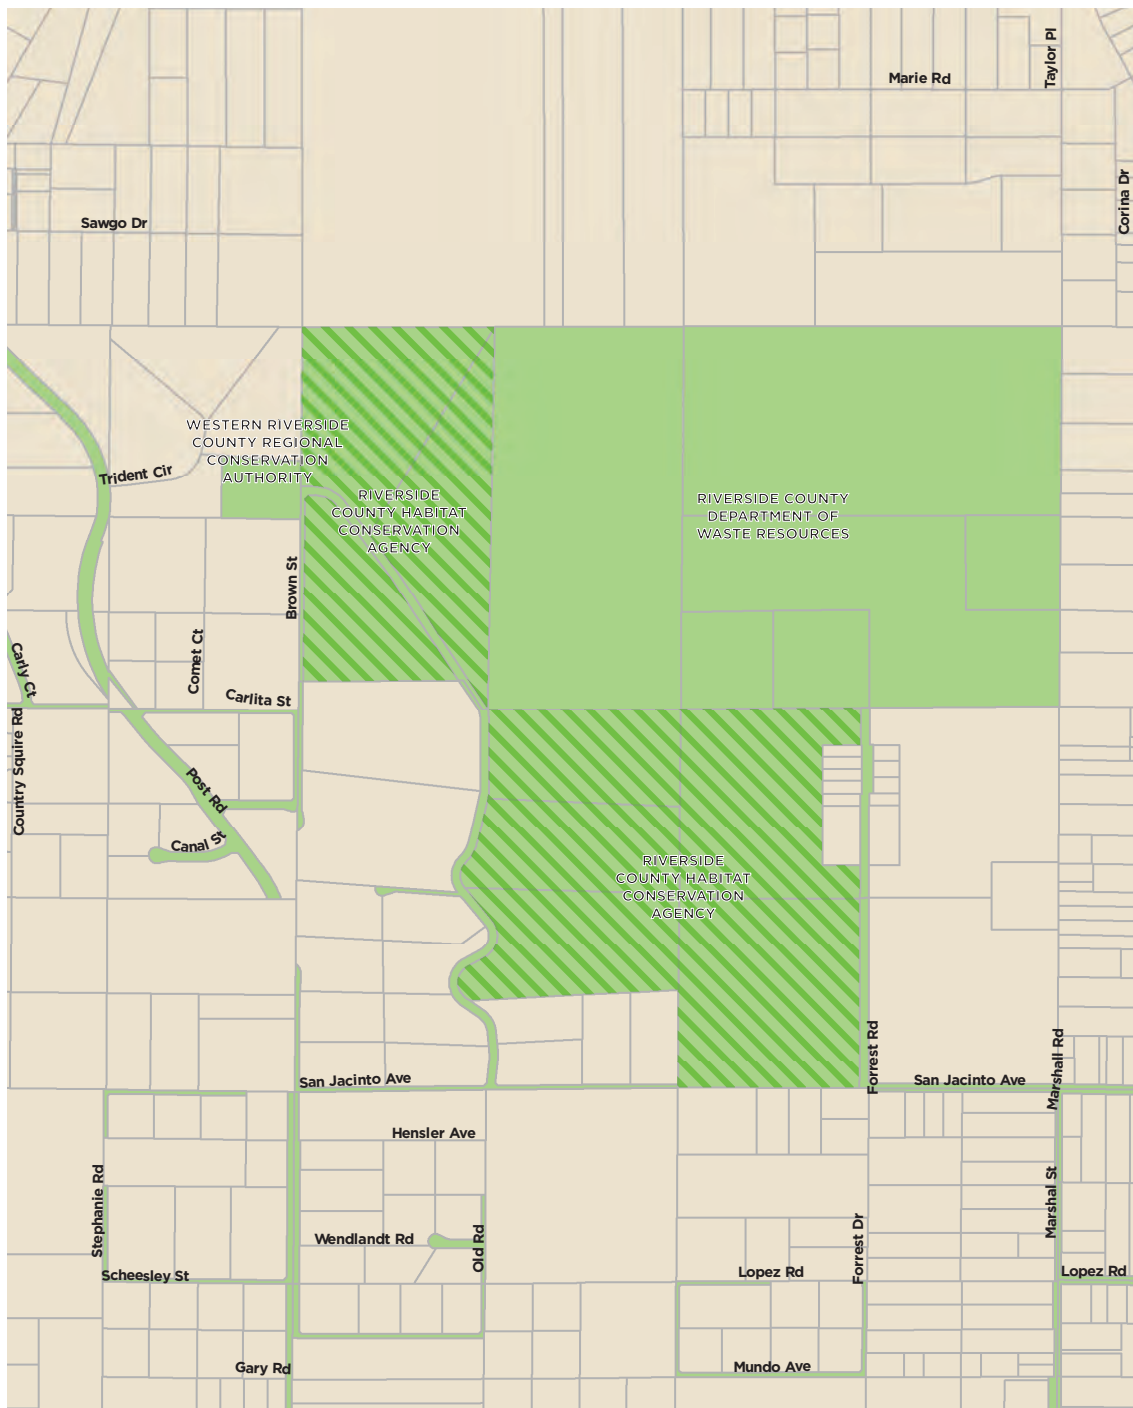 Marie Rd
Taylor Pl
Corina Dr
Sawgo Dr
WESTERN RIVERSIDE
COUNTY REGIONAL
CONSERVATION
AUTHORITY
Trident Cir
RIVERSIDE
COUNTY HABITAT
CONSERVATION
AGENCY
RIVERSIDE COUNTY
DEPARTMENT OF
WASTE RESOURCES
Brown St
Comet Ct
Carly Ct
Carlita St
Country Squire Rd
Post Rd
Canal St
RIVERSIDE
COUNTY HABITAT
CONSERVATION
AGENCY
Forrest Rd
Marshall Rd
San Jacinto Ave
San Jacinto Ave
Hensler Ave
Stephanie Rd
Wendlandt Rd
Old Rd
Forrest Dr
Marshal St
Scheesley St
Lopez Rd
Lopez Rd
Gary Rd
Mundo Ave